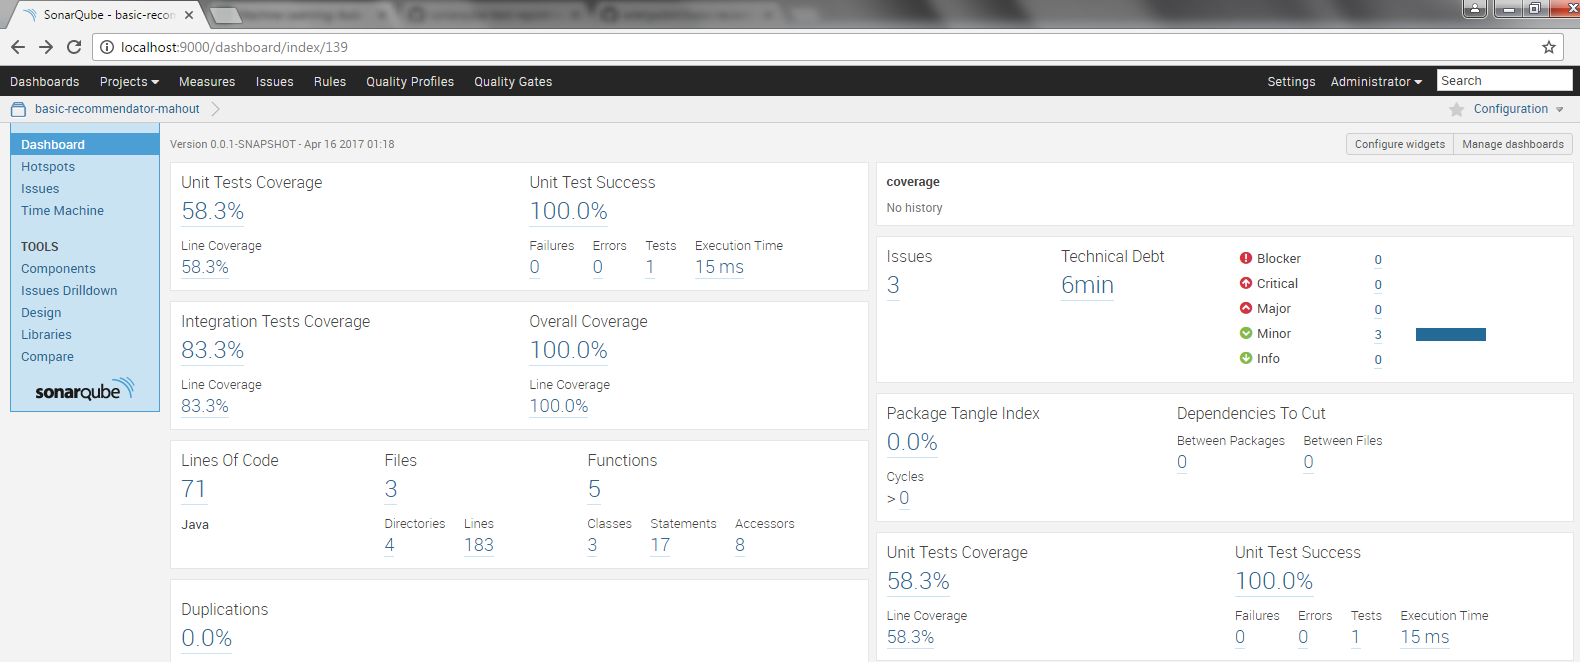 SonarQube - basic-recon
localhost:9000/dashboard/index/139
Dashboards Projects Measures Issues Rules Quality Profiles Quality Gates Settings Administrator Search
basic-recommendator-mahout Configuration
Version 0.0.1-SNAPSHOT - Apr 16 2017 01:18 Configure widgets Manage dashboards
Dashboard
Hotspots
Issues
Time Machine
TOOLS
Components
Issues Drilldown
Design
Libraries
Compare
sonarqube
Unit Tests Coverage Unit Test Success
58.3% 100.0%
Line Coverage Failures Errors Tests Execution Time
58.3% 0 0 1 15 ms
Integration Tests Coverage Overall Coverage
83.3% 100.0%
Line Coverage Line Coverage
83.3% 100.0%
Lines Of Code Files Functions
71 3 5
Java Directories Lines Classes Statements Accessors
4 183 3 17 8
Duplications
0.0%
coverage
No history
Issues Technical Debt
3 6min
Blocker 0
Critical 0
Major 0
Minor 3
Info 0
Package Tangle Index Dependencies To Cut
0.0% Between Packages Between Files
0 0
Cycles
> 0
Unit Tests Coverage Unit Test Success
58.3% 100.0%
Line Coverage Failures Errors Tests Execution Time
58.3% 0 0 1 15 ms